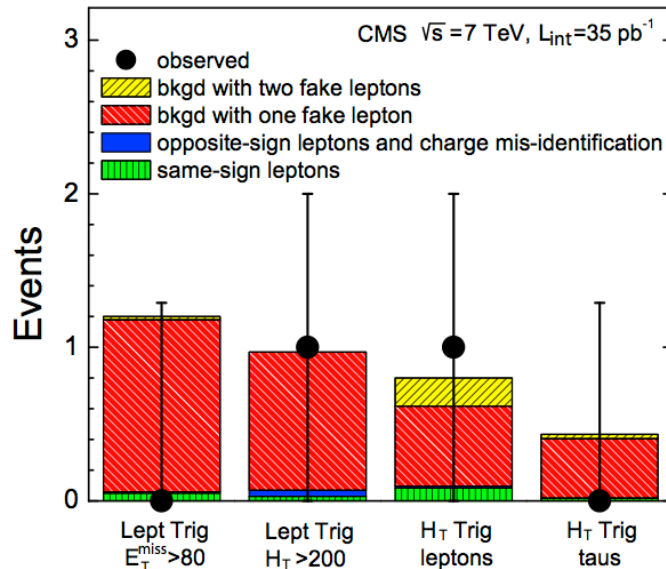 CMS √s =7 TeV, L_int=35 pb⁻¹
observed
bkgd with two fake leptons
bkgd with one fake lepton
opposite-sign leptons and charge mis-identification
same-sign leptons
Events
3
2
1
0
Lept Trig
E_T^miss>80
Lept Trig
H_T >200
H_T Trig
leptons
H_T Trig
taus